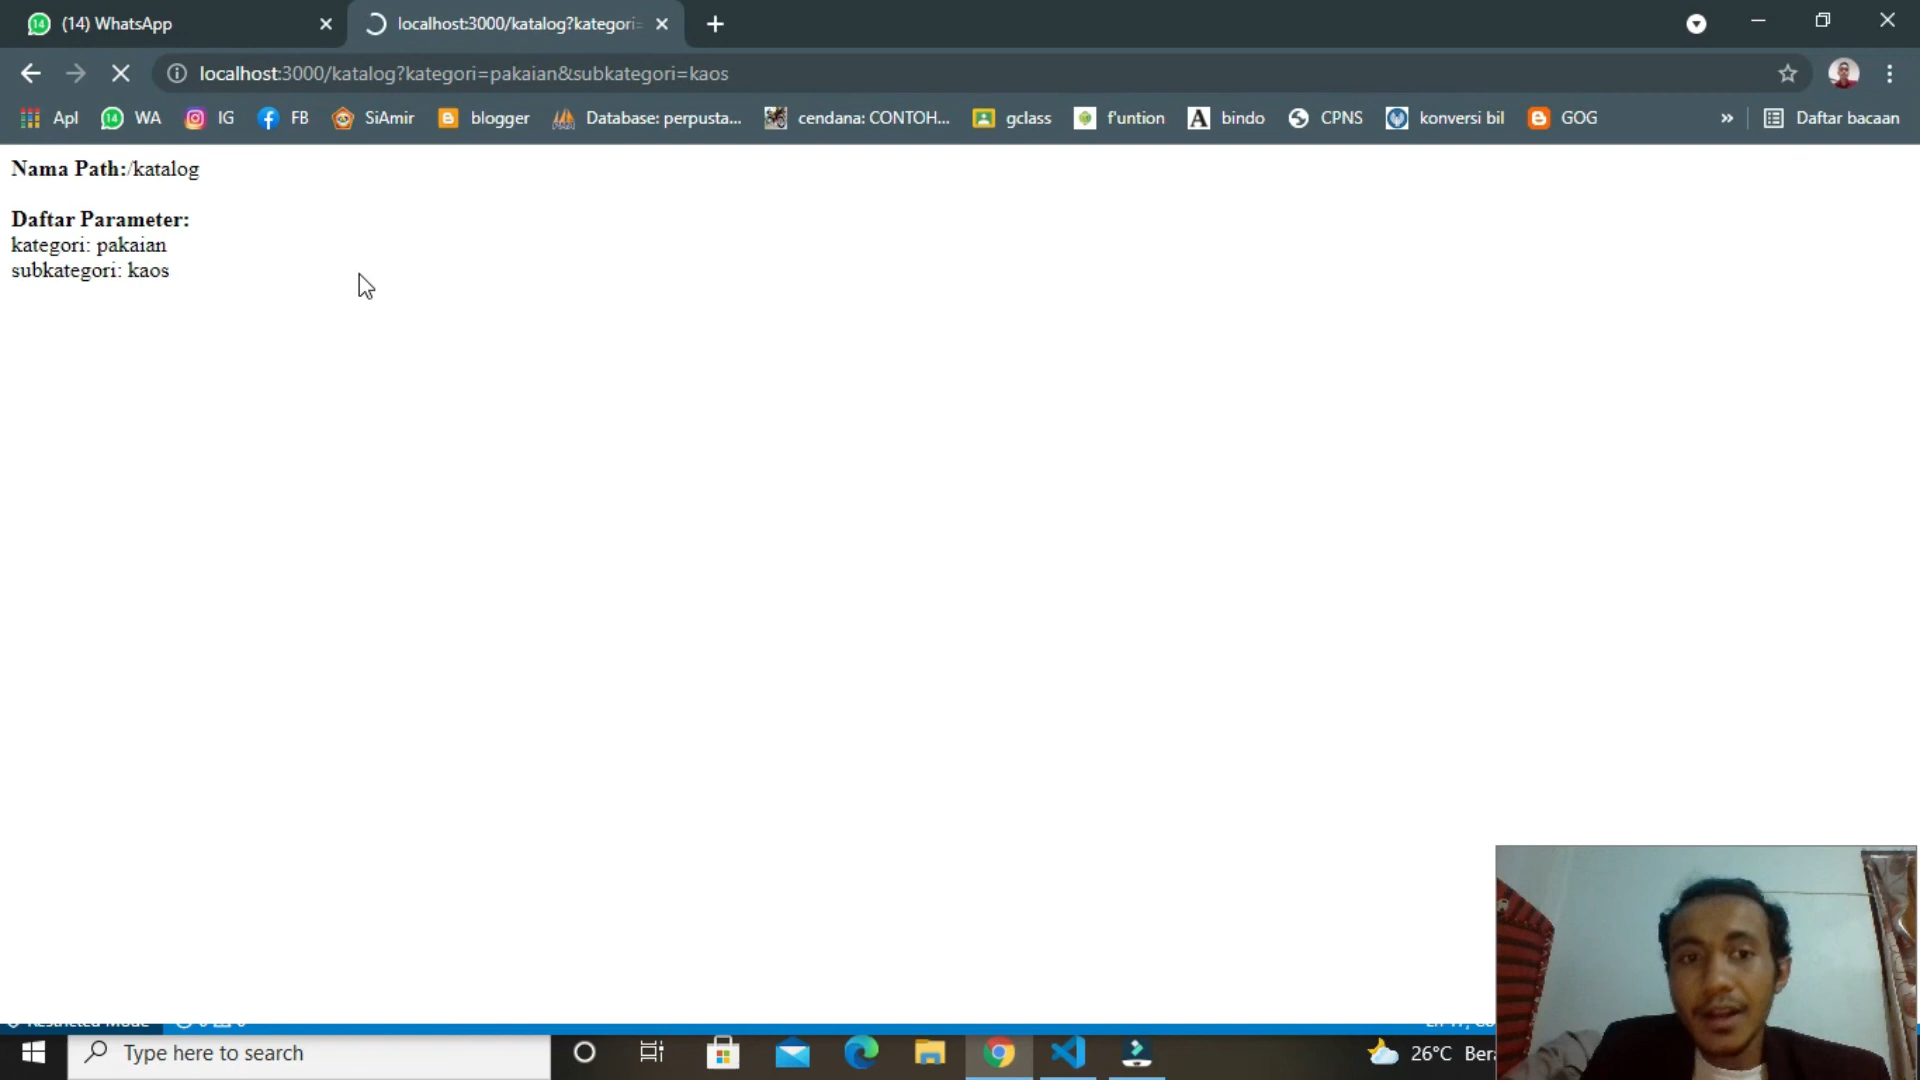 (14) WhatsApp
localhost:3000/katalog?kategori=
localhost:3000/katalog?kategori=pakaian&subkategori=kaos
Apl
WA
IG
FB
SiAmir
blogger
Database: perpusta...
cendana: CONTOH...
gclass
f'untion
bindo
CPNS
konversi bil
GOG
»
Daftar bacaan
Nama Path:/katalog
Daftar Parameter:
kategori: pakaian
subkategori: kaos
Type here to search
26°C Ber